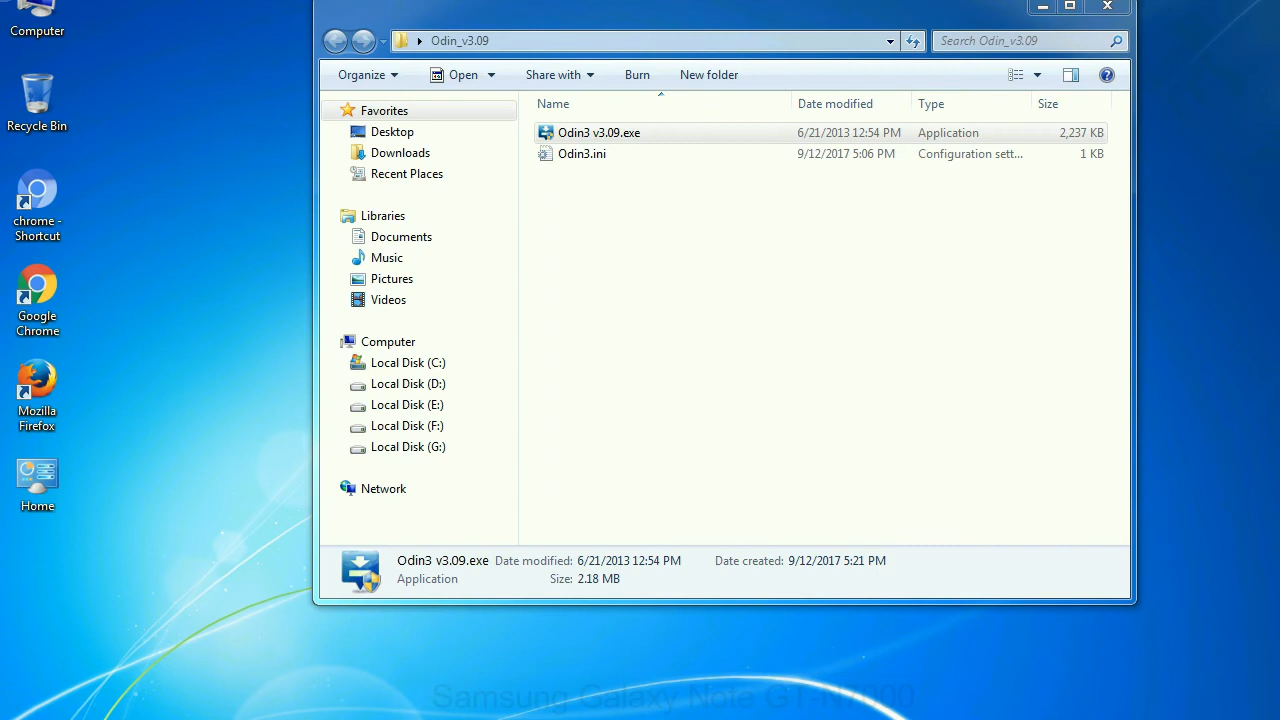 Computer
Recycle Bin
chrome -
Shortcut
Google
Chrome
Mozilla
Firefox
Home
Odin_v3.09
Search Odin_v3.09
Organize
Open
Share with
Burn
New folder
Favorites
Desktop
Downloads
Recent Places
Libraries
Documents
Music
Pictures
Videos
Computer
Local Disk (C:)
Local Disk (D:)
Local Disk (E:)
Local Disk (F:)
Local Disk (G:)
Network
Name Date modified Type Size
Odin3 v3.09.exe 6/21/2013 12:54 PM Application 2,237 KB
Odin3.ini 9/12/2017 5:06 PM Configuration sett... 1 KB
Odin3 v3.09.exe Date modified: 6/21/2013 12:54 PM Date created: 9/12/2017 5:21 PM
Application Size: 2.18 MB
Samsung Galaxy Note GT-N7000